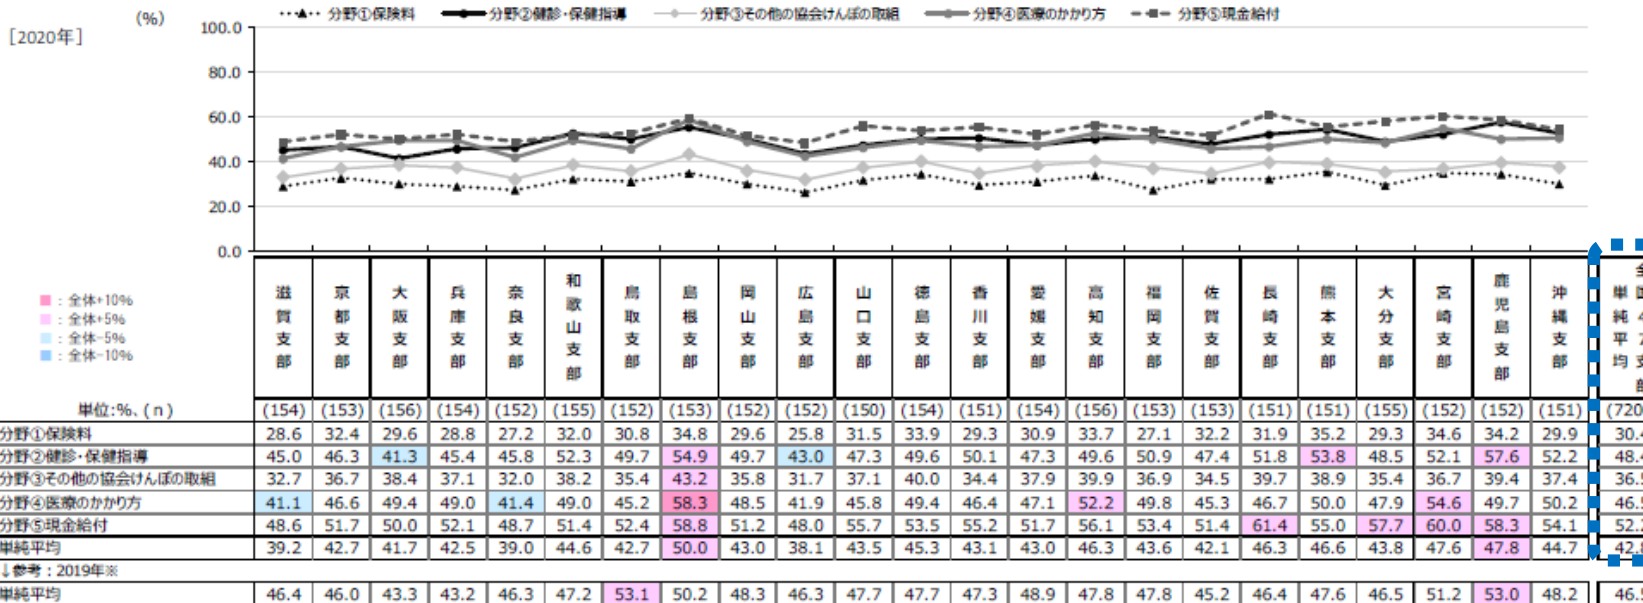 [2020年]
(%)
分野①保険料 分野②健診・保健指導 分野③その他の協会けんぽの取組 分野④医療のかかり方 分野⑤現金給付
100.0
80.0
60.0
40.0
20.0
0.0
：全体+10%
：全体+5%
：全体-5%
：全体-10%
滋賀支部 京都支部 大阪支部 兵庫支部 奈良支部 和歌山支部 鳥取支部 島根支部 岡山支部 広島支部 山口支部 徳島支部 香川支部 愛媛支部 高知支部 福岡支部 佐賀支部 長崎支部 熊本支部 大分支部 宮崎支部 鹿児島支部 沖縄支部 単純平均
単位:%、(n) (154) (153) (156) (154) (152) (155) (152) (153) (152) (152) (150) (154) (151) (154) (156) (153) (153) (151) (151) (155) (152) (152) (151) (720
分野①保険料 28.6 32.4 29.6 28.8 27.2 32.0 30.8 34.8 29.6 25.8 31.5 33.9 29.3 30.9 33.7 27.1 32.2 31.9 35.2 29.3 34.6 34.2 29.9 30.4
分野②健診・保健指導 45.0 46.3 41.3 45.4 45.8 52.3 49.7 54.9 49.7 43.0 47.3 49.6 50.1 47.3 49.6 50.9 47.4 51.8 53.8 48.5 52.1 57.6 52.2 48.4
分野③その他の協会けんぽの取組 32.7 36.7 38.4 37.1 32.0 38.2 35.4 43.2 35.8 31.7 37.1 40.0 34.4 37.9 39.9 36.9 34.5 39.7 38.9 35.4 36.7 39.4 37.4 36.5
分野④医療のかかり方 41.1 46.6 49.4 49.0 41.4 49.0 45.2 58.3 48.5 41.9 45.8 49.4 46.4 47.1 52.2 49.8 45.3 46.7 50.0 47.9 54.6 49.7 50.2 46.5
分野⑤現金給付 48.6 51.7 50.0 52.1 48.7 51.4 52.4 58.8 51.2 48.0 55.7 53.5 55.2 51.7 56.1 53.4 51.4 61.4 55.0 57.7 60.0 58.3 54.1 52.2
単純平均 39.2 42.7 41.7 42.5 39.0 44.6 42.7 50.0 43.0 38.1 43.5 45.3 43.1 43.0 46.3 43.6 42.1 46.3 46.6 43.8 47.6 47.8 44.7 42.8
↓参考：2019年※
単純平均 46.4 46.0 43.3 43.2 46.3 47.2 53.1 50.2 48.3 46.3 47.7 47.7 47.3 48.9 47.8 47.8 45.2 46.4 47.6 46.5 51.2 53.0 48.2 46.5